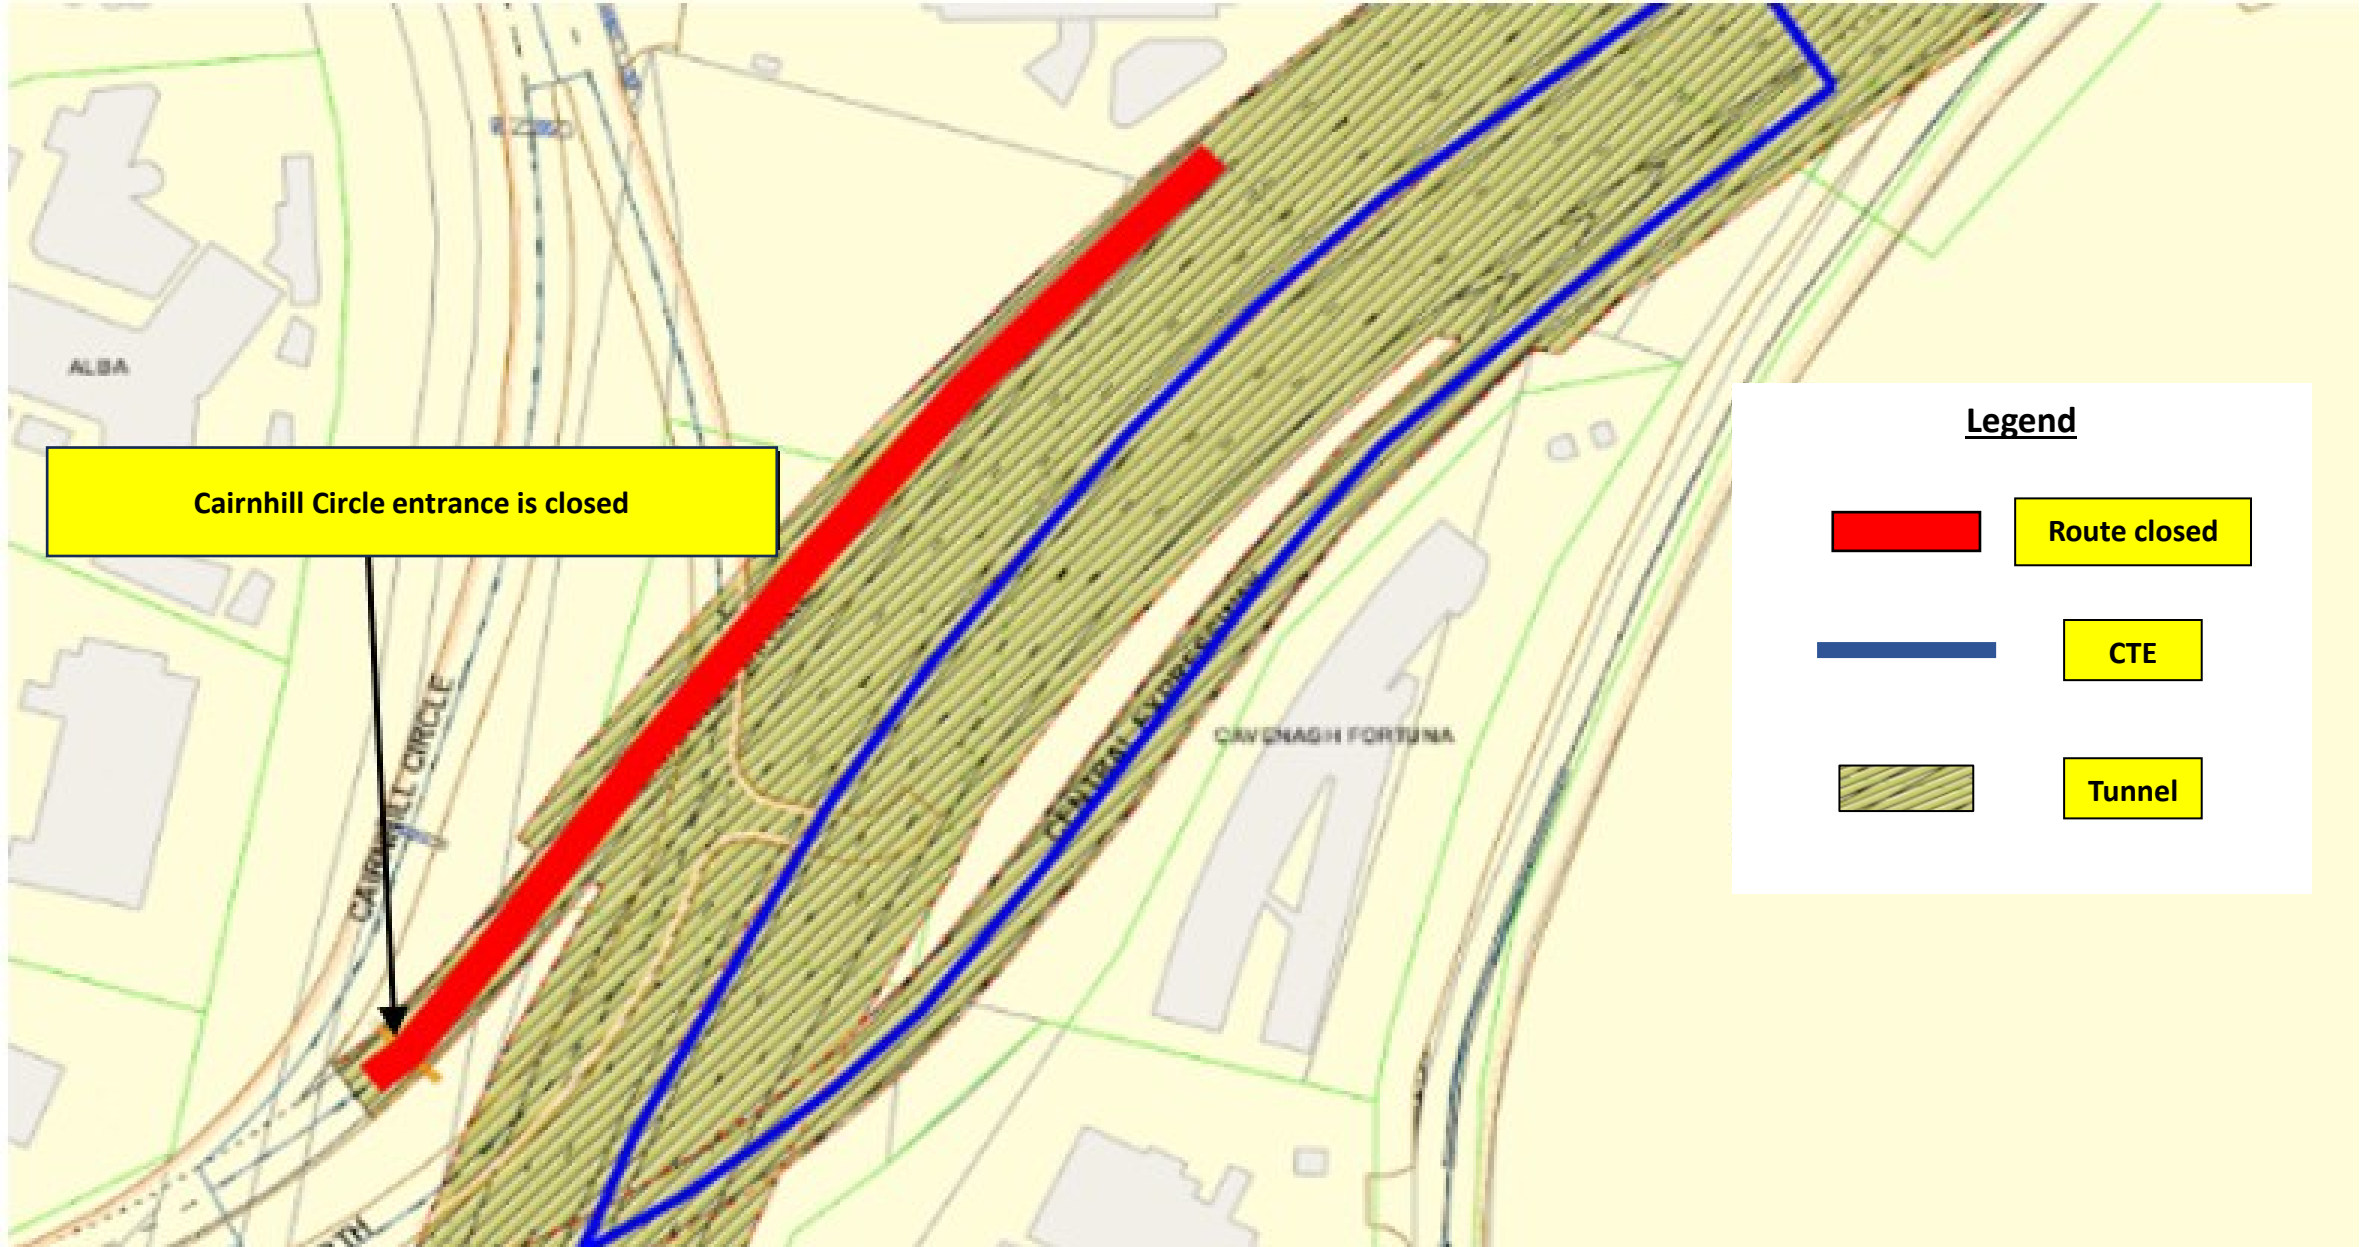 ALBA
Cairnhill Circle entrance is closed
Legend
Route closed
CTE
Tunnel
CAIRNHILL CIRCLE
CENTRAL EXPRESSWAY
CAVENAGH FORTUNA